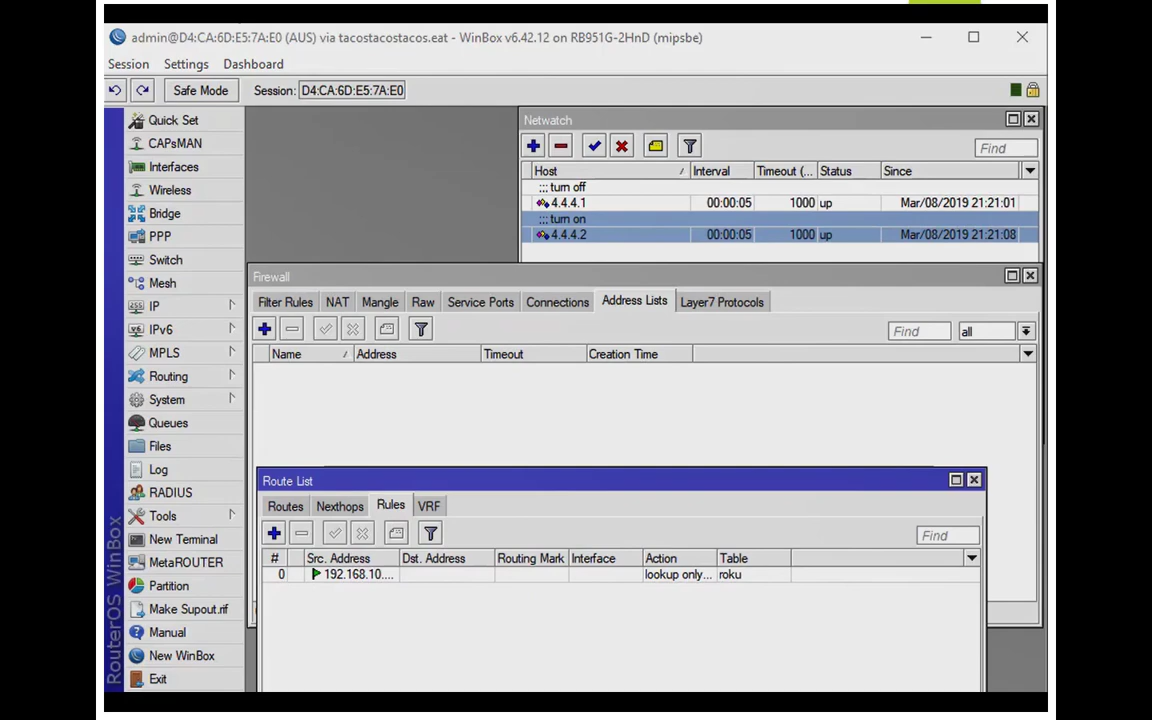 admin@D4:CA:6D:E5:7A:E0 (AUS) via tacostacostacos.eat - WinBox v6.42.12 on RB951G-2HnD (mipsbe)
Session Settings Dashboard
Safe Mode Session: D4:CA:6D:E5:7A:E0
Quick Set
CAPsMAN
Interfaces
Wireless
Bridge
PPP
Switch
Mesh
IP
IPv6
MPLS
Routing
System
Queues
Files
Log
RADIUS
Tools
New Terminal
MetaROUTER
Partition
Make Supout.rif
Manual
New WinBox
Exit
RouterOS WinBox
Netwatch
Find
Host Interval Timeout (... Status Since
::: turn off
4.4.4.1 00:00:05 1000 up Mar/08/2019 21:21:01
::: turn on
4.4.4.2 00:00:05 1000 up Mar/08/2019 21:21:08
Firewall
Filter Rules NAT Mangle Raw Service Ports Connections Address Lists Layer7 Protocols
Find all
Name Address Timeout Creation Time
Route List
Routes Nexthops Rules VRF
Find
# Src. Address Dst. Address Routing Mark Interface Action Table
0 192.168.10.... lookup only... roku